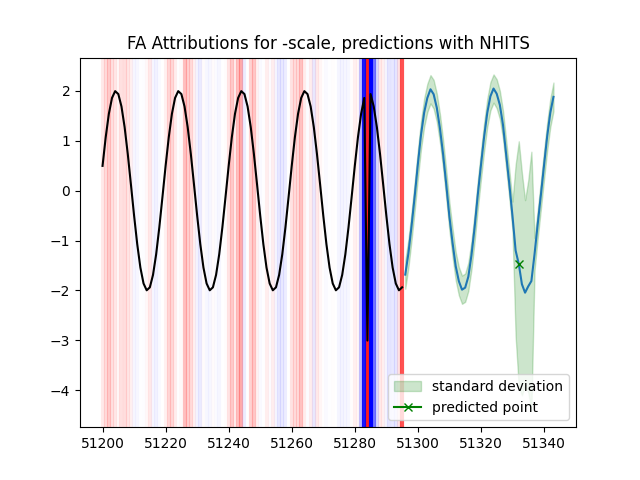 FA Attributions for -scale, predictions with NHITS
2
1
0
−1
−2
−3
−4
standard deviation
predicted point
51200 51220 51240 51260 51280 51300 51320 51340